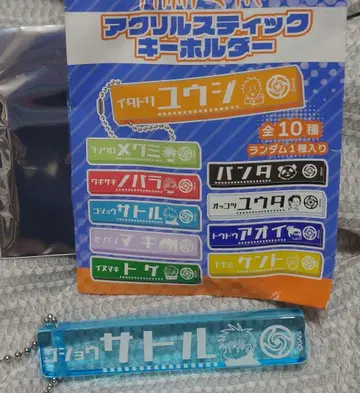 アクリルスティック
キーホルダー
イタドリ ユウジ
全10種
ランダム1種入り
フシグロ メグミ
クギサキ ノバラ
ゴジョウ サトル
ゼンイン マキ
イヌマキ トゲ
パンダ
オッコツ ユウタ
トウドウ アオイ
ナナミ ケント
ゴジョウ サトル